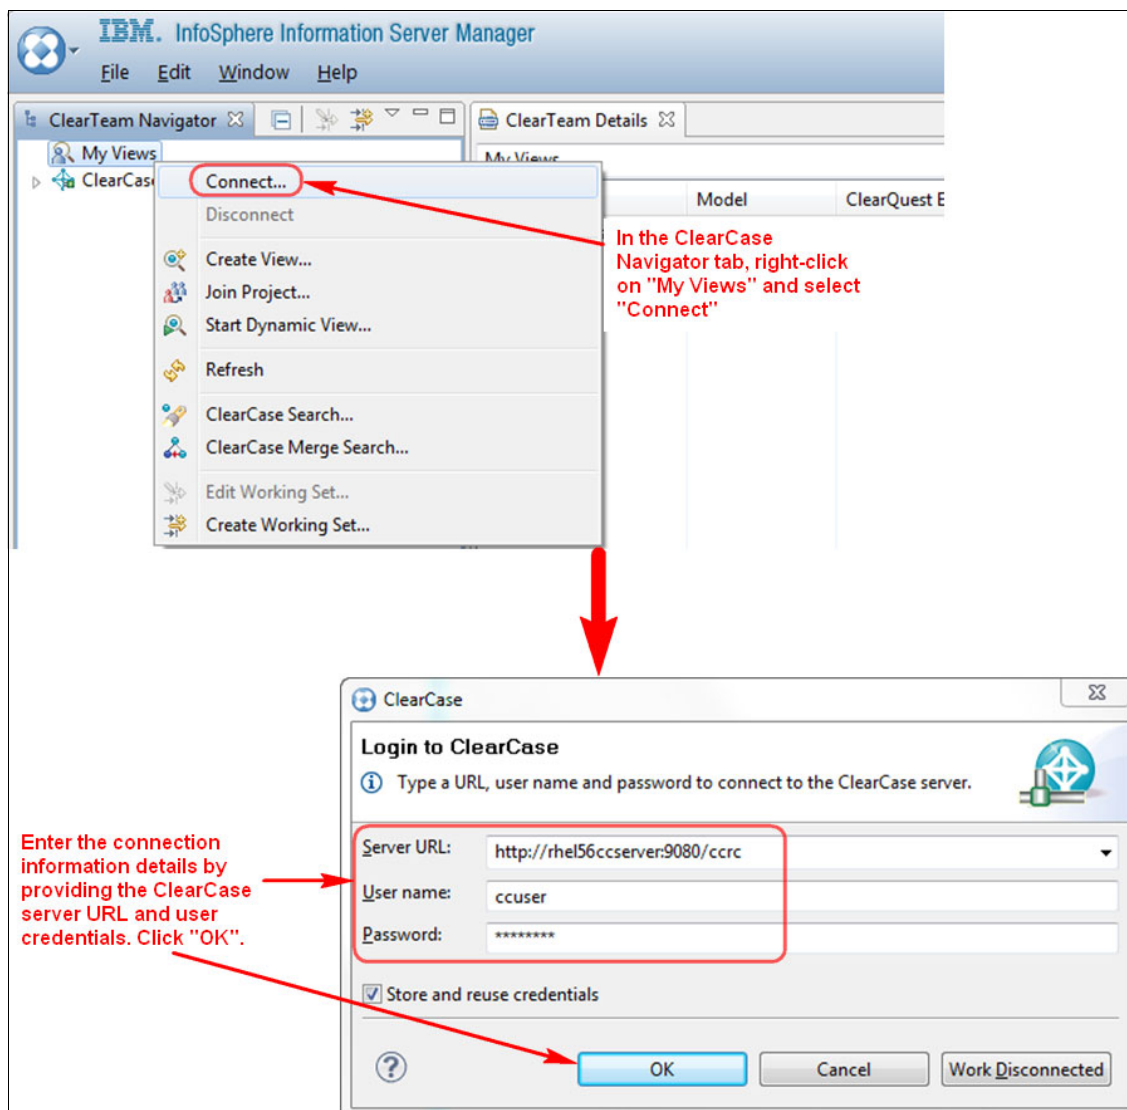 IBM. InfoSphere Information Server Manager
File Edit Window Help
ClearTeam Navigator
ClearTeam Details
My Views
My Views
ClearCase
Connect...
Disconnect
Model
ClearQuest E
In the ClearCase
Navigator tab, right-click
on "My Views" and select
"Connect"
Create View...
Join Project...
Start Dynamic View...
Refresh
ClearCase Search...
ClearCase Merge Search...
Edit Working Set...
Create Working Set...
ClearCase
Login to ClearCase
Type a URL, user name and password to connect to the ClearCase server.
Enter the connection
information details by
providing the ClearCase
server URL and user
credentials. Click "OK".
Server URL: http://rhel56ccserver:9080/ccrc
User name: ccuser
Password: ********
Store and reuse credentials
OK Cancel Work Disconnected